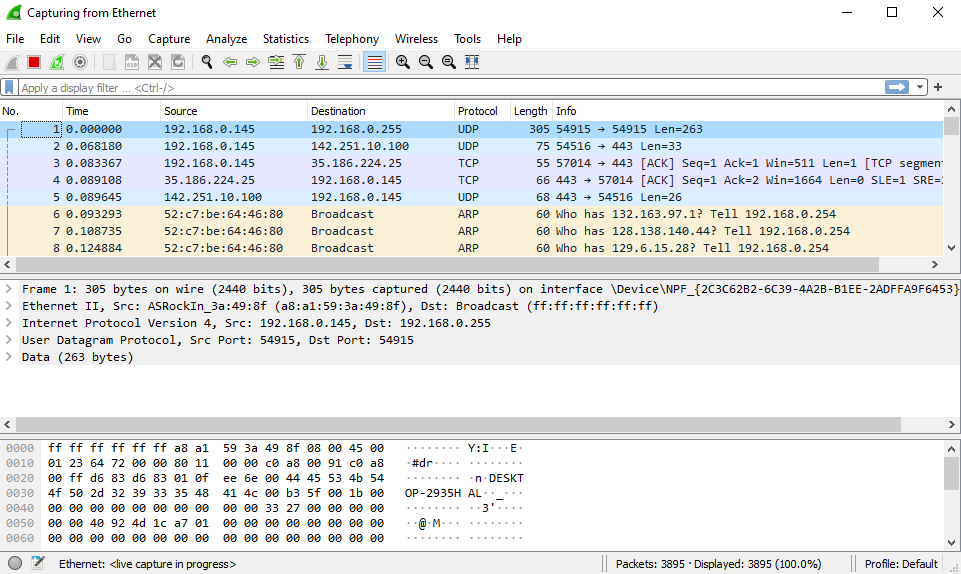 Capturing from Ethernet
File Edit View Go Capture Analyze Statistics Telephony Wireless Tools Help
Apply a display filter ... <Ctrl-/>
No. Time Source Destination Protocol Length Info
1 0.000000 192.168.0.145 192.168.0.255 UDP 305 54915 → 54915 Len=263
2 0.068180 192.168.0.145 142.251.10.100 UDP 75 54516 → 443 Len=33
3 0.083367 192.168.0.145 35.186.224.25 TCP 55 57014 → 443 [ACK] Seq=1 Ack=1 Win=511 Len=1 [TCP segment
4 0.089108 35.186.224.25 192.168.0.145 TCP 66 443 → 57014 [ACK] Seq=1 Ack=2 Win=1664 Len=0 SLE=1 SRE=
5 0.089645 142.251.10.100 192.168.0.145 UDP 68 443 → 54516 Len=26
6 0.093293 52:c7:be:64:46:80 Broadcast ARP 60 Who has 132.163.97.1? Tell 192.168.0.254
7 0.108735 52:c7:be:64:46:80 Broadcast ARP 60 Who has 128.138.140.44? Tell 192.168.0.254
8 0.124884 52:c7:be:64:46:80 Broadcast ARP 60 Who has 129.6.15.28? Tell 192.168.0.254
Frame 1: 305 bytes on wire (2440 bits), 305 bytes captured (2440 bits) on interface \Device\NPF_{2C3C62B2-6C39-4A2B-B1EE-2ADFFA9F6453}
Ethernet II, Src: ASRockIn_3a:49:8f (a8:a1:59:3a:49:8f), Dst: Broadcast (ff:ff:ff:ff:ff:ff)
Internet Protocol Version 4, Src: 192.168.0.145, Dst: 192.168.0.255
User Datagram Protocol, Src Port: 54915, Dst Port: 54915
Data (263 bytes)
0000 ff ff ff ff ff ff a8 a1 59 3a 49 8f 08 00 45 00 ········ Y:I···E·
0010 01 23 64 72 00 00 80 11 00 00 c0 a8 00 91 c0 a8 ·#dr···· ········
0020 00 ff d6 83 d6 83 01 0f ee 6e 00 44 45 53 4b 54 ········ ·n·DESKT
0030 4f 50 2d 32 39 33 35 48 41 4c 00 b3 5f 00 1b 00 OP-2935H AL··_···
0040 00 00 00 00 00 00 00 00 00 00 33 27 00 00 00 00 ········ ··3'····
0050 00 00 40 92 4d 1c a7 01 00 00 00 00 00 00 00 00 ··@·M··· ········
0060 00 00 00 00 00 00 00 00 00 00 00 00 00 00 00 00 ········ ········
Ethernet: <live capture in progress> Packets: 3895 · Displayed: 3895 (100.0%) Profile: Default